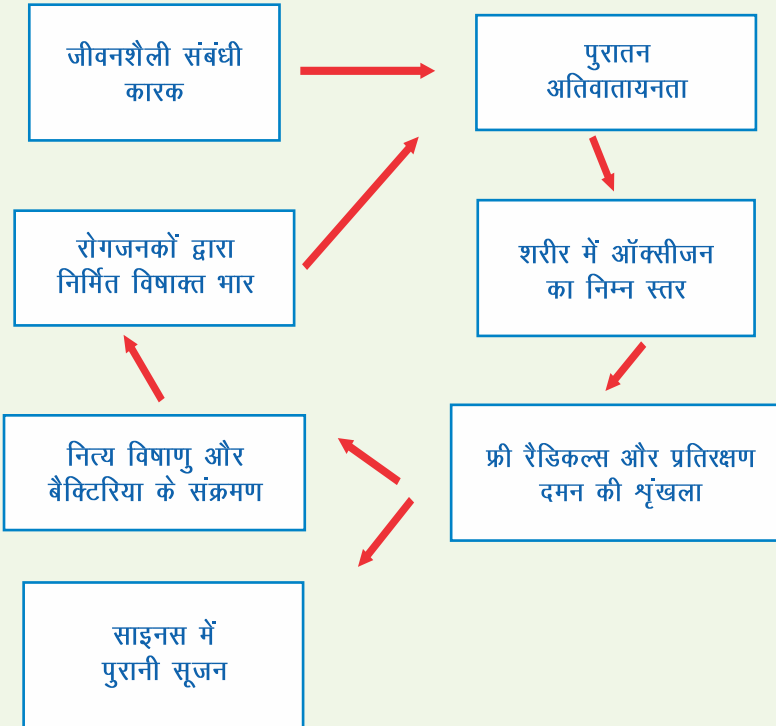 जीवनशैली संबंधी
कारक
पुरातन
अतिवातायनता
रोगजनकों द्वारा
निर्मित विषाक्त भार
शरीर में ऑक्सीजन
का निम्न स्तर
नित्य विषाणु और
बैक्टिरिया के संक्रमण
फ्री रैडिकल्स और प्रतिरक्षण
दमन की शृंखला
साइनस में
पुरानी सूजन